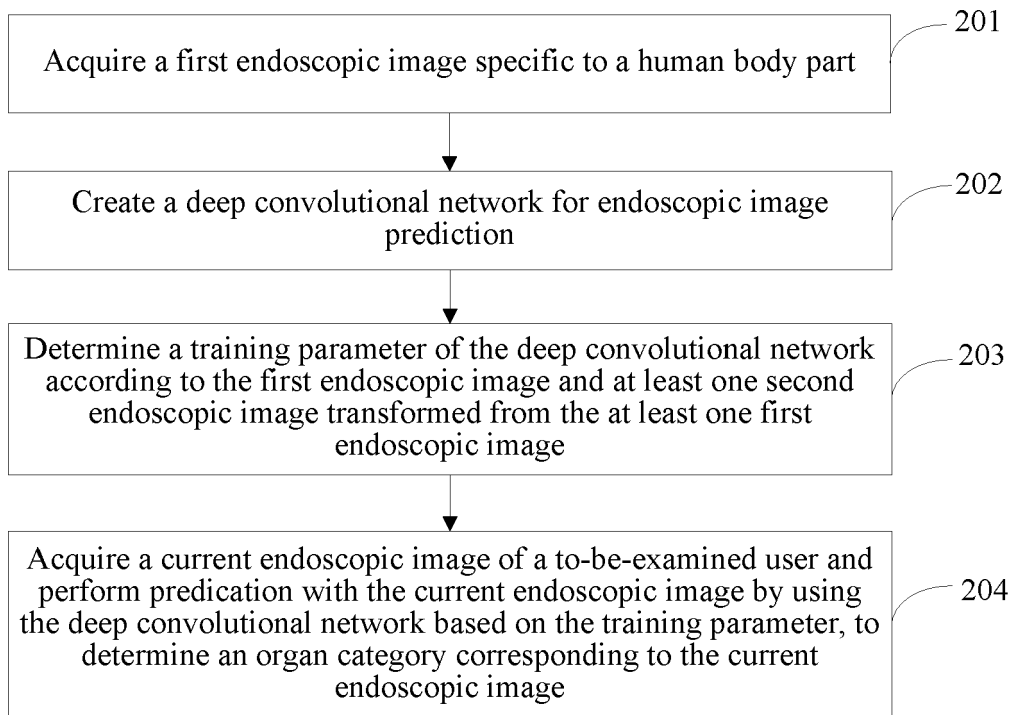 201
Acquire a first endoscopic image specific to a human body part
202
Create a deep convolutional network for endoscopic image
prediction
203
Determine a training parameter of the deep convolutional network
according to the first endoscopic image and at least one second
endoscopic image transformed from the at least one first
endoscopic image
204
Acquire a current endoscopic image of a to-be-examined user and
perform predication with the current endoscopic image by using
the deep convolutional network based on the training parameter, to
determine an organ category corresponding to the current
endoscopic image